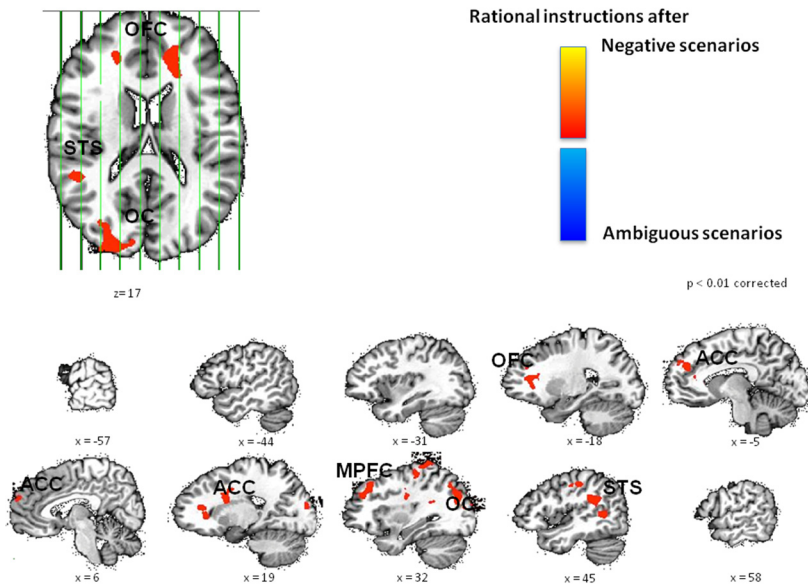 Rational instructions after
Negative scenarios
Ambiguous scenarios
p < 0.01 corrected
OFC
STS
OC
z= 17
OFC
ACC
x = -57
x = -44
x = -31
x = -18
x = -5
ACC
ACC
MPFC
OC
STS
x = 6
x = 19
x = 32
x = 45
x = 58